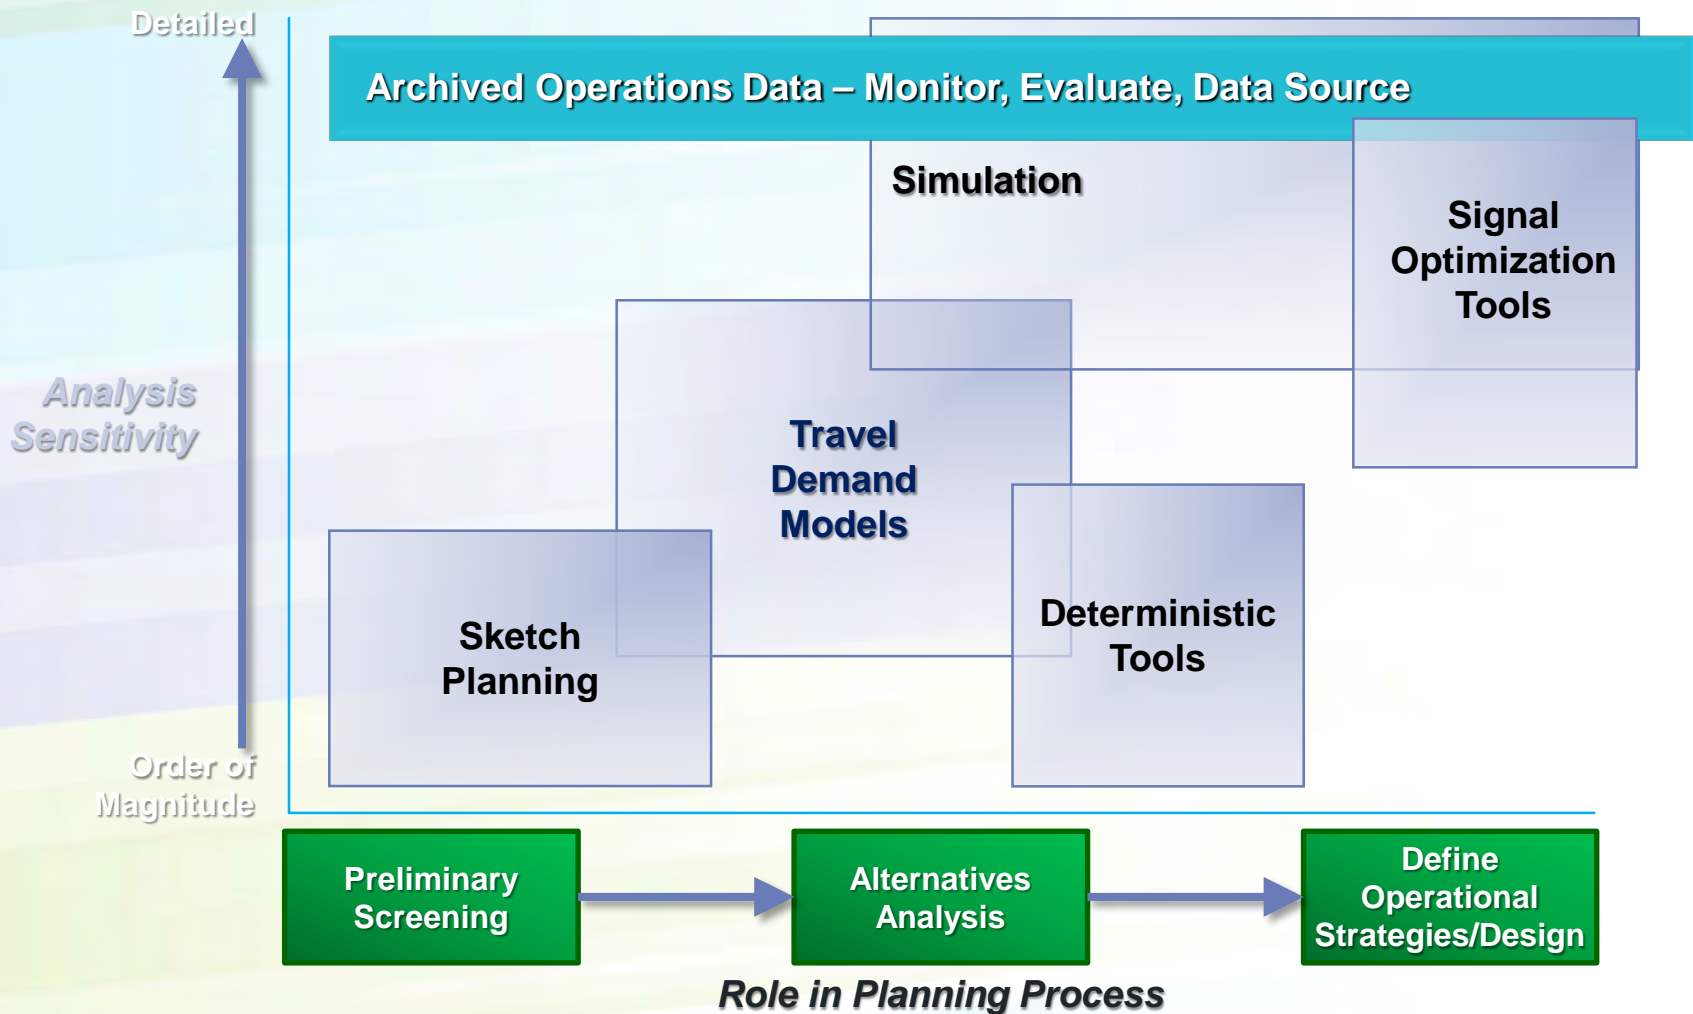 Detailed
Archived Operations Data – Monitor, Evaluate, Data Source
Simulation
Signal
Optimization
Tools
Analysis
Sensitivity
Travel
Demand
Models
Deterministic
Tools
Sketch
Planning
Order of
Magnitude
Preliminary
Screening
Alternatives
Analysis
Define
Operational
Strategies/Design
Role in Planning Process